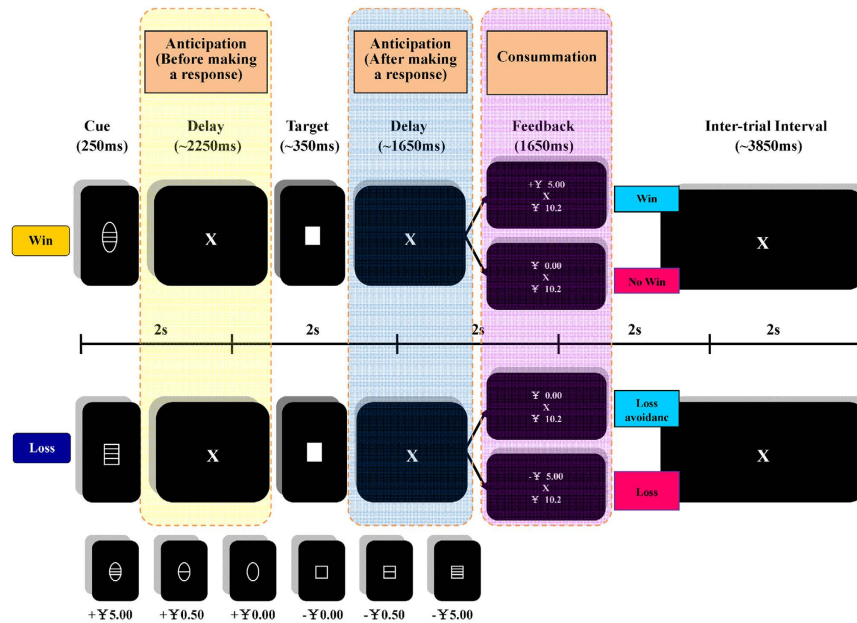 Anticipation
(Before making
a response)
Anticipation
(After making
a response)
Consummation
Cue
(250ms)
Delay
(~2250ms)
Target
(~350ms)
Delay
(~1650ms)
Feedback
(1650ms)
Inter-trial Interval
(~3850ms)
Win
X
X
+¥ 5.00
X
¥ 10.2
Win
¥ 0.00
X
¥ 10.2
No Win
X
2s
2s
2s
2s
2s
Loss
X
X
¥ 0.00
X
¥ 10.2
Loss
avoidanc
-¥ 5.00
X
¥ 10.2
Loss
X
+¥5.00
+¥0.50
+¥0.00
-¥0.00
-¥0.50
-¥5.00